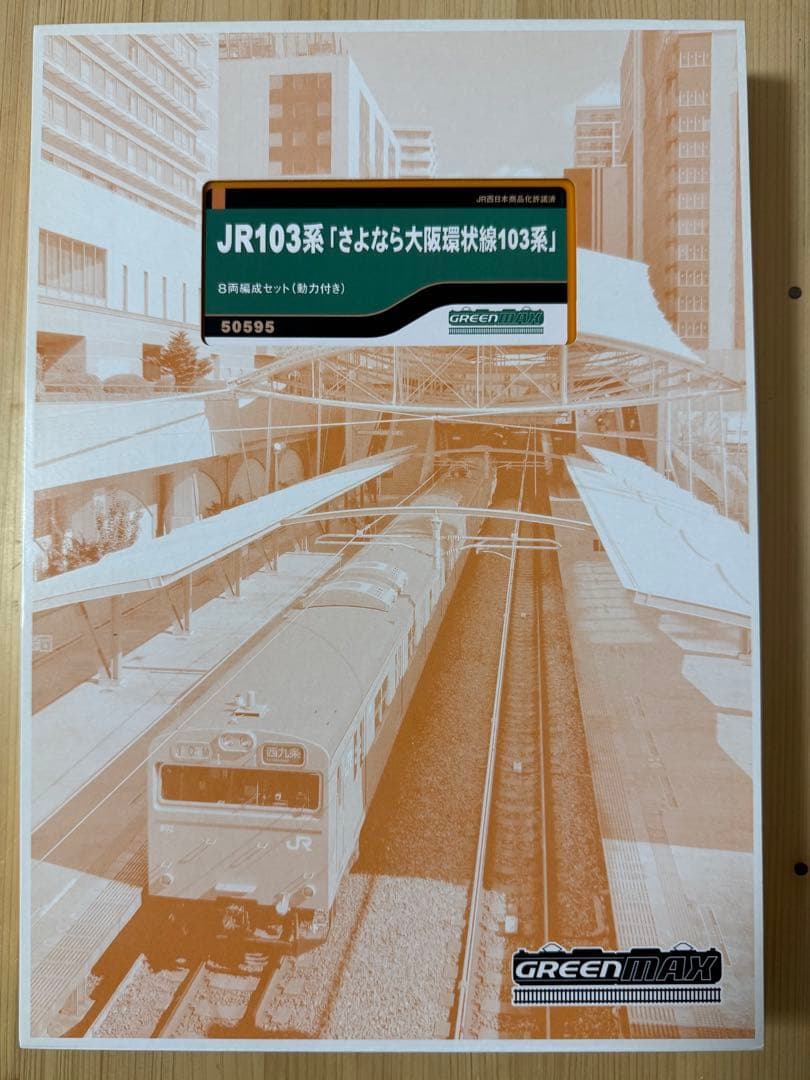 JR西日本商品化許諾済
JR103系「さよなら大阪環状線103系」
8両編成セット(動力付き)
50595
GREENMAX
西九条
JR
GREENMAX